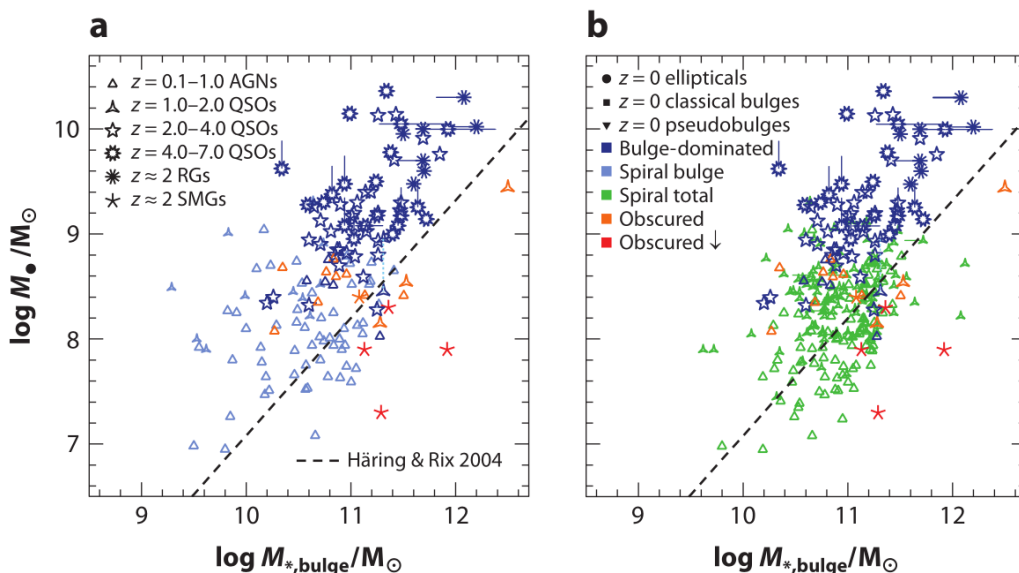 a
log M●/M☉
10
9
8
7
z = 0.1–1.0 AGNs
z = 1.0–2.0 QSOs
z = 2.0–4.0 QSOs
z = 4.0–7.0 QSOs
z ≈ 2 RGs
z ≈ 2 SMGs
Häring & Rix 2004
9 10 11 12
log M*,bulge/M☉
b
z = 0 ellipticals
z = 0 classical bulges
z = 0 pseudobulges
Bulge-dominated
Spiral bulge
Spiral total
Obscured
Obscured ↓
9 10 11 12
log M*,bulge/M☉